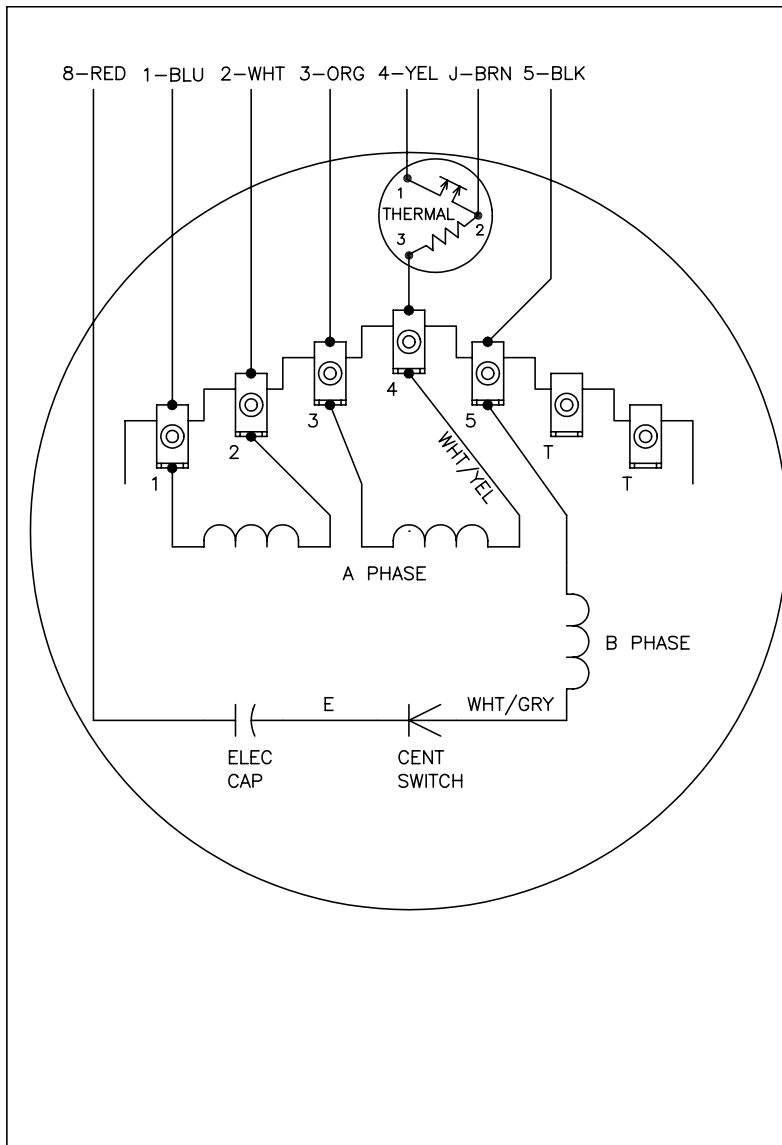 8-RED 1-BLU 2-WHT 3-ORG 4-YEL J-BRN 5-BLK
1
THERMAL
2
3
4
3
5
2
T
1
T
WHT/YEL
A PHASE
B PHASE
E
WHT/GRY
ELEC
CAP
CENT
SWITCH